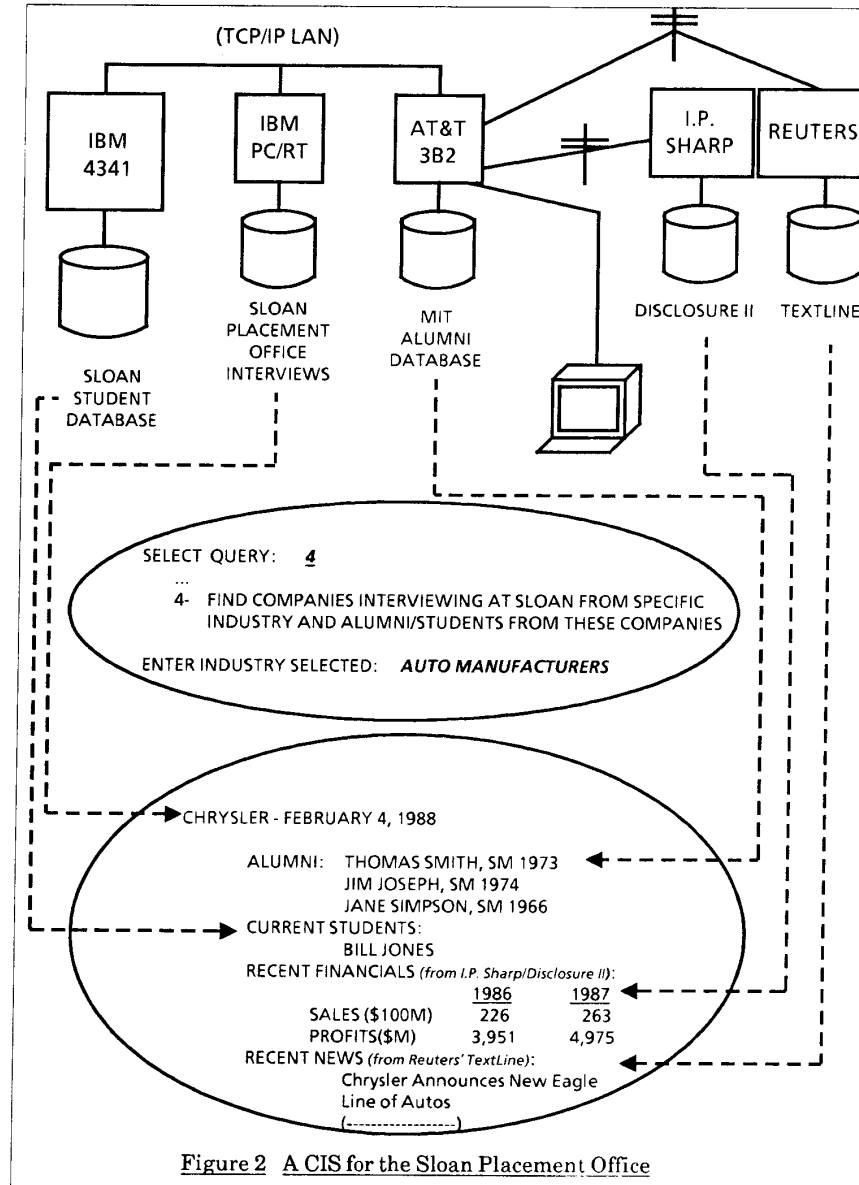 (TCP/IP LAN)
IBM
4341
IBM
PC/RT
AT&T
3B2
I.P.
SHARP
REUTERS
SLOAN
STUDENT
DATABASE
SLOAN
PLACEMENT
OFFICE
INTERVIEWS
MIT
ALUMNI
DATABASE
DISCLOSURE II
TEXTLINE
SELECT QUERY: 4
...
4- FIND COMPANIES INTERVIEWING AT SLOAN FROM SPECIFIC
INDUSTRY AND ALUMNI/STUDENTS FROM THESE COMPANIES
ENTER INDUSTRY SELECTED: AUTO MANUFACTURERS
CHRYSLER - FEBRUARY 4, 1988
ALUMNI: THOMAS SMITH, SM 1973
JIM JOSEPH, SM 1974
JANE SIMPSON, SM 1966
CURRENT STUDENTS:
BILL JONES
RECENT FINANCIALS (from I.P. Sharp/Disclosure II):
1986 1987
SALES ($100M) 226 263
PROFITS($M) 3,951 4,975
RECENT NEWS (from Reuters' TextLine):
Chrysler Announces New Eagle
Line of Autos
(--------------------)
Figure 2 A CIS for the Sloan Placement Office